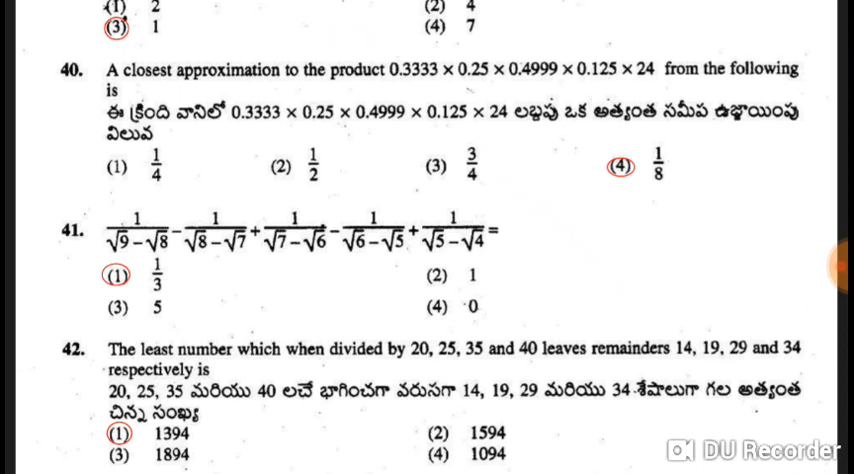 (1) 2 (2) 4
(3) 1 (4) 7
40. A closest approximation to the product 0.3333 × 0.25 × 0.4999 × 0.125 × 24 from the following
is
ఈ క్రింది వానిలో 0.3333 × 0.25 × 0.4999 × 0.125 × 24 లబ్దపు ఒక అత్యంత సమీప ఉజ్జాయింపు
విలువ
(1) 1/4 (2) 1/2 (3) 3/4 (4) 1/8
41. 1/(√9 − √8) − 1/(√8 − √7) + 1/(√7 − √6) − 1/(√6 − √5) + 1/(√5 − √4) =
(1) 1/3 (2) 1
(3) 5 (4) 0
42. The least number which when divided by 20, 25, 35 and 40 leaves remainders 14, 19, 29 and 34
respectively is
20, 25, 35 మరియు 40 లచే భాగించగా వరుసగా 14, 19, 29 మరియు 34 శేషాలుగా గల అత్యంత
చిన్న సంఖ్య
(1) 1394 (2) 1594
(3) 1894 (4) 1094
DU Recorder